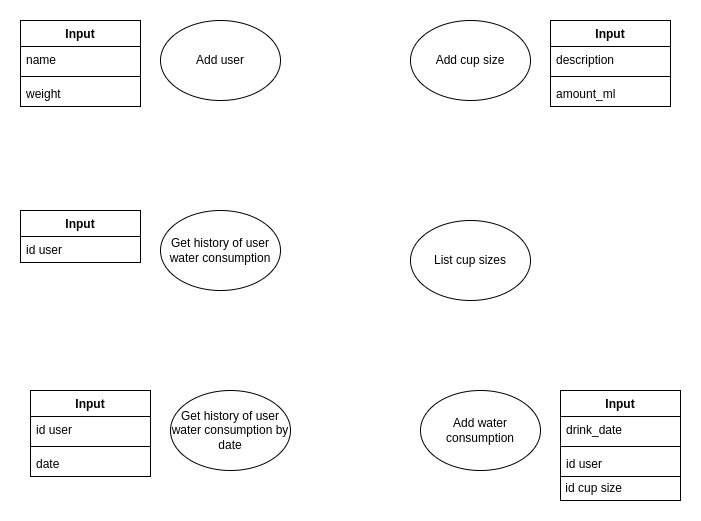 Input
name
weight
Add user
Add cup size
Input
description
amount_ml
Input
id user
Get history of user
water consumption
List cup sizes
Input
id user
date
Get history of user
water consumption by
date
Add water
consumption
Input
drink_date
id user
id cup size